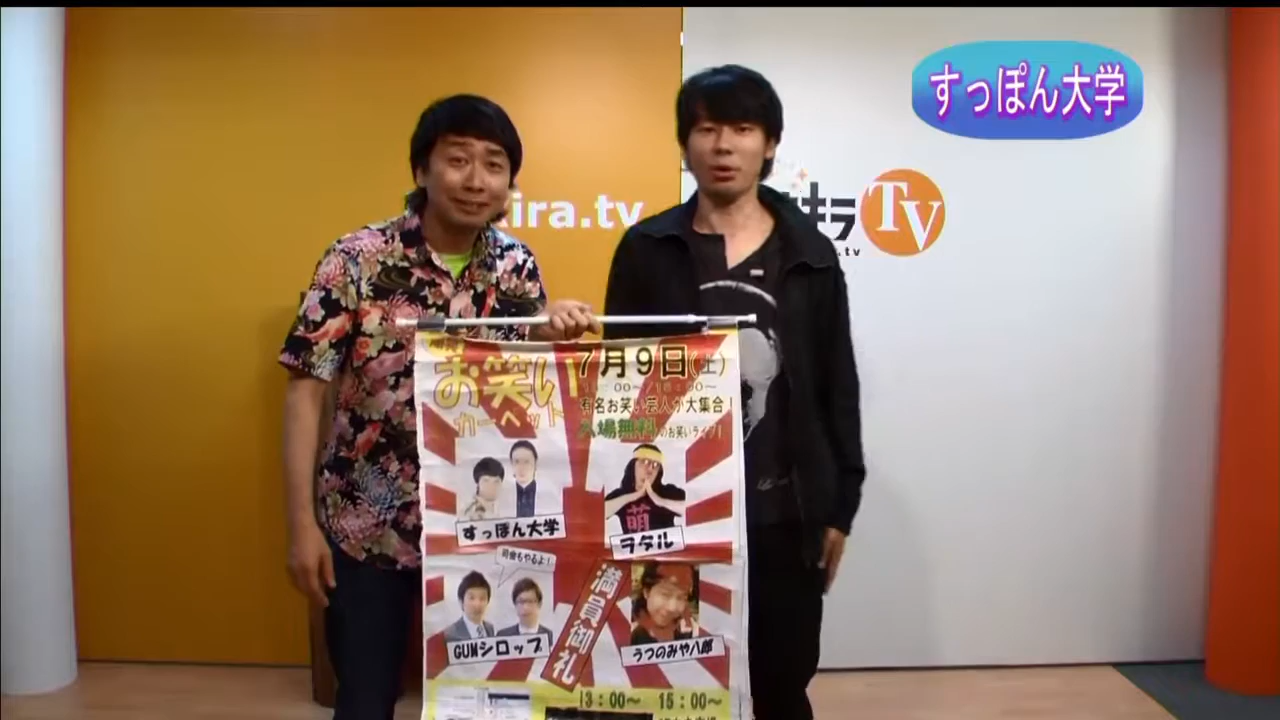 すっぽん大学
ira.tv
キラ
TV
.tv
お笑い
カーペット
7月9日(土)
有名お笑い芸人が大集合!
入場無料のお笑いライブ!
すっぽん大学
萌
ヲタル
司会もやるよ!
GUMシロップ
満員御礼
うつのみや八郎
13:00〜 15:00〜